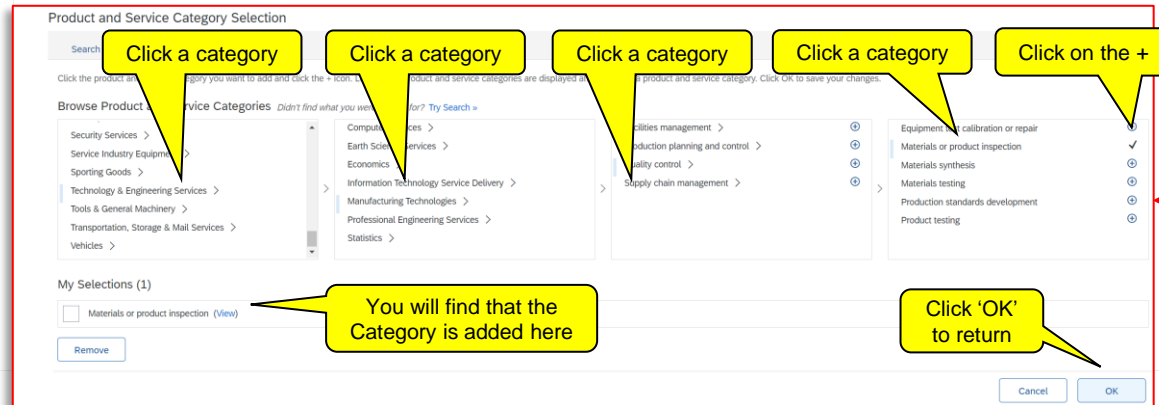 Product and Service Category Selection
Search
Click a category
Click a category
Click a category
Click a category
Click on the +
Click the product an egory you want to add and click the + icon. L oduct and service categories are displayed a a product and service category. Click OK to save your changes.
Browse Product a rvice Categories Didn't find what you wer for? Try Search »
Security Services >
Service Industry Equipme >
Sporting Goods >
Technology & Engineering Services >
Tools & General Machinery >
Transportation, Storage & Mail Services >
Vehicles >
Compute ices >
Earth Scien ervices >
Economics
Information Technology Service Delivery >
Manufacturing Technologies >
Professional Engineering Services >
Statistics >
cilities management >
oduction planning and control >
uality control >
Supply chain management >
Equipment calibration or repair
Materials or product inspection
Materials synthesis
Materials testing
Production standards development
Product testing
My Selections (1)
Materials or product inspection (View)
You will find that the
Category is added here
Click 'OK'
to return
Remove
Cancel
OK